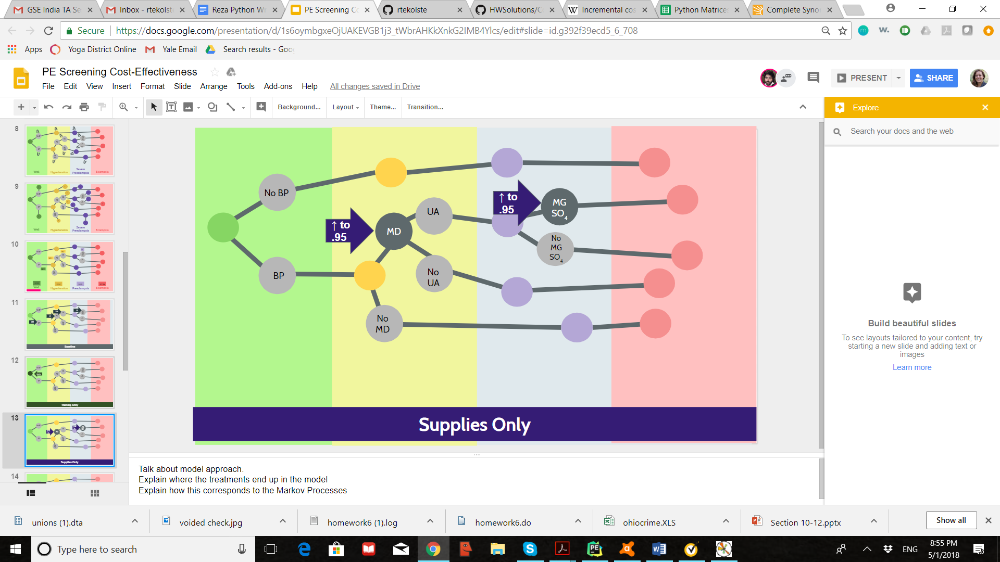 GSE India TA Se
Inbox - rtekolst
Reza Python Wr
PE Screening Co
rtekolste
HWSolutions/Co
Incremental cos
Python Matrice
Complete Syno
Secure
https://docs.google.com/presentation/d/1s6oymbgxeOjUAKEVGB1j3_tWbrAHKkXnkG2IMB4Ylcs/edit#slide=id.g392f39ecd5_6_708
Apps
Yoga District Online
Yale Email
Search results - Goo
PE Screening Cost-Effectiveness
File Edit View Insert Format Slide Arrange Tools Add-ons Help
All changes saved in Drive
PRESENT
SHARE
Background...
Layout
Theme...
Transition...
Explore
Search your docs and the web
8
Well
Hypertension
Severe
Preeclampsia
Eclampsia
9
Well
Hypertension
Severe
Preeclampsia
Eclampsia
10
Well
Hypertension
Preeclampsia
Eclampsia
11
Baseline
12
Training Only
13
Supplies Only
14
No BP
BP
↑ to
.95
MD
UA
No
UA
No
MD
↑ to
.95
MG
SO4
No
MG
SO4
Supplies Only
Build beautiful slides
To see layouts tailored to your content, try
starting a new slide and adding text or
images
Learn more
Talk about model approach.
Explain where the treatments end up in the model
Explain how this corresponds to the Markov Processes
unions (1).dta
voided check.jpg
homework6 (1).log
homework6.do
ohiocrime.XLS
Section 10-12.pptx
Show all
Type here to search
ENG
8:55 PM
5/1/2018